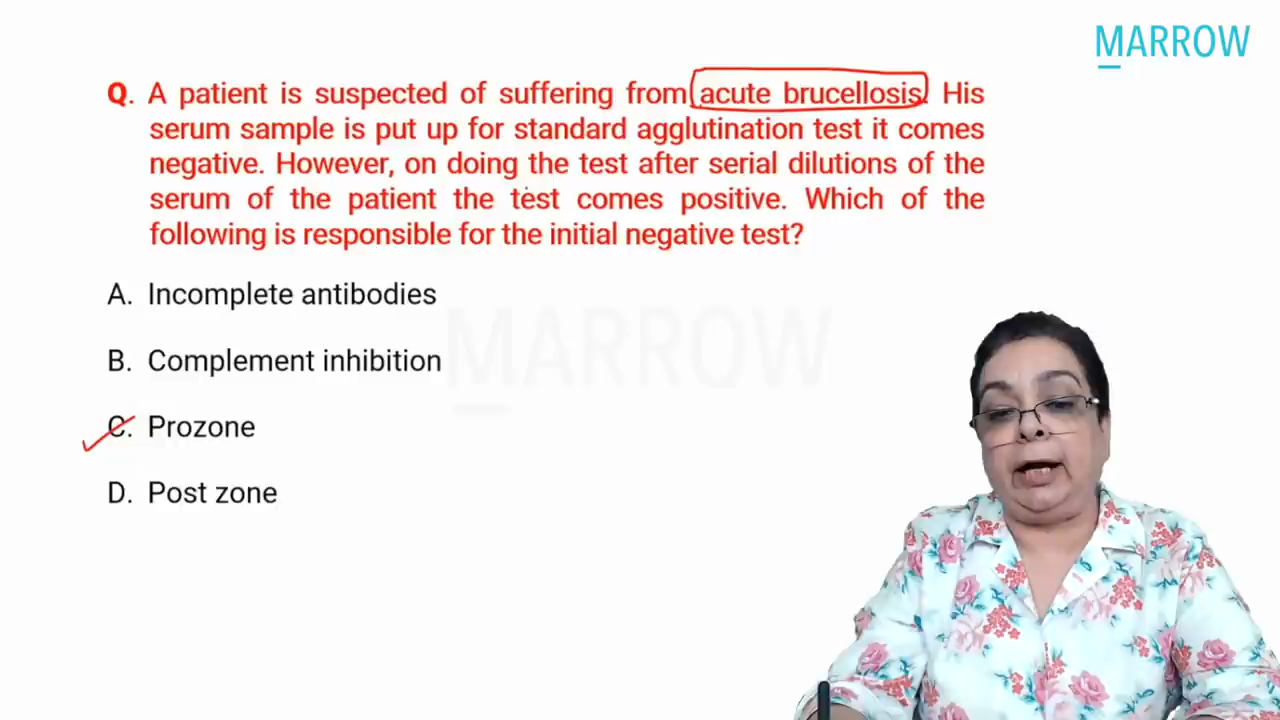 MARROW
Q. A patient is suspected of suffering from acute brucellosis. His
serum sample is put up for standard agglutination test it comes
negative. However, on doing the test after serial dilutions of the
serum of the patient the test comes positive. Which of the
following is responsible for the initial negative test?
A. Incomplete antibodies
B. Complement inhibition
MARROW
C. Prozone
D. Post zone